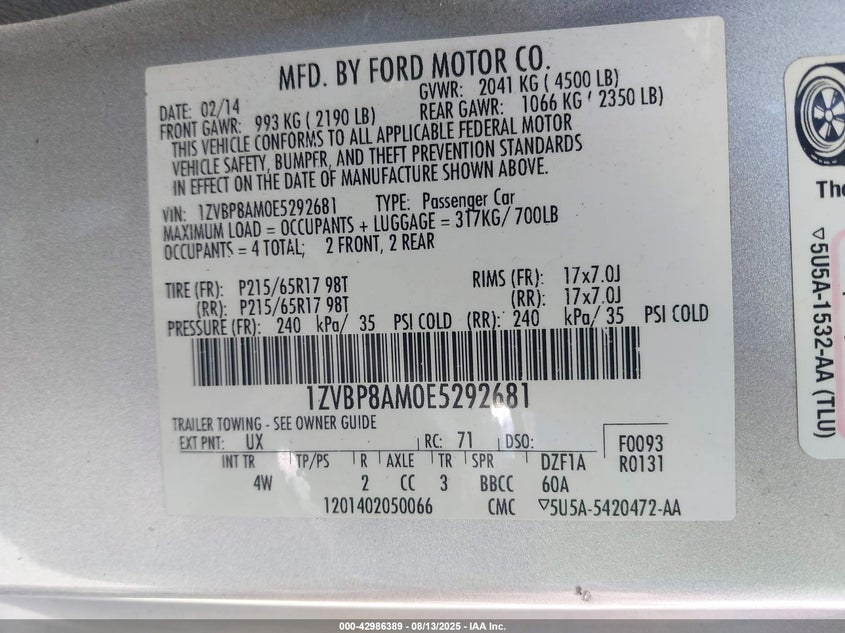 MFD. BY FORD MOTOR CO.
DATE: 02/14 GVWR: 2041 KG ( 4500 LB)
FRONT GAWR: 993 KG ( 2190 LB) REAR GAWR: 1066 KG ( 2350 LB)
THIS VEHICLE CONFORMS TO ALL APPLICABLE FEDERAL MOTOR
VEHICLE SAFETY, BUMPER, AND THEFT PREVENTION STANDARDS
IN EFFECT ON THE DATE OF MANUFACTURE SHOWN ABOVE.
VIN: 1ZVBP8AM0E5292681 TYPE: Passenger Car
MAXIMUM LOAD = OCCUPANTS + LUGGAGE = 317KG/ 700LB
OCCUPANTS = 4 TOTAL; 2 FRONT, 2 REAR
TIRE (FR): P215/65R17 98T RIMS (FR): 17x7.0J
(RR): P215/65R17 98T (RR): 17x7.0J
PRESSURE (FR): 240 kPa/ 35 PSI COLD (RR): 240 kPa/ 35 PSI COLD
1ZVBP8AM0E5292681
TRAILER TOWING - SEE OWNER GUIDE
EXT PNT: UX RC: 71 DSO: F0093
INT TR TP/PS R AXLE TR SPR DZF1A R0131
4W 2 CC 3 BBCC 60A
1201402050066 CMC ▽5U5A-5420472-AA
The
▽5U5A-1532-AA (TLU)
000-42986389 - 08/13/2025 - IAA Inc.